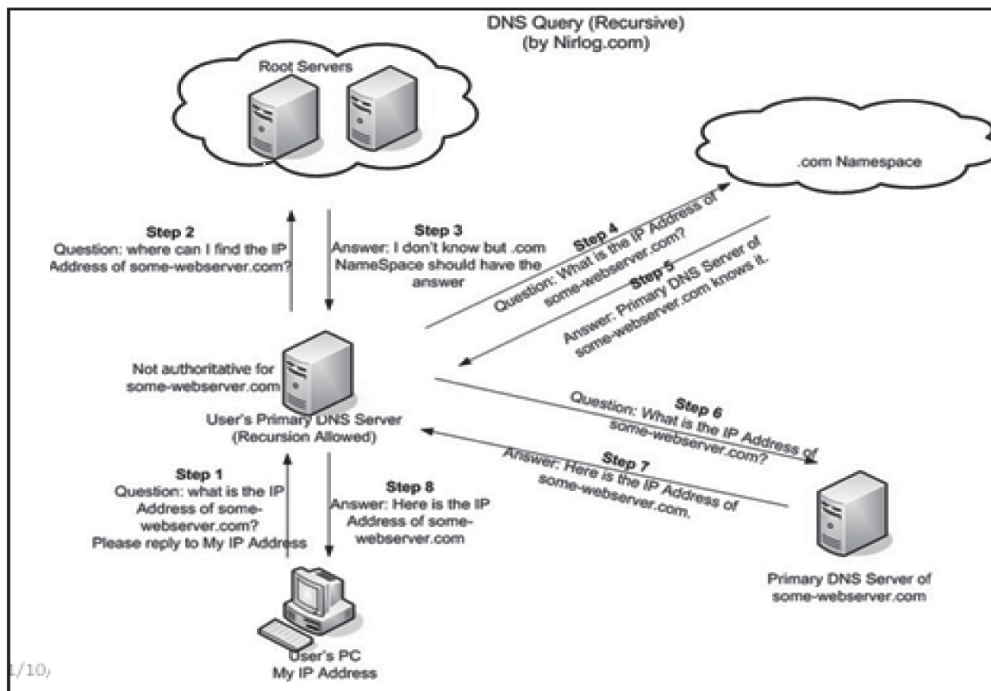 DNS Query (Recursive)
(by Nirlog.com)
Root Servers
.com Namespace
Step 2
Question: where can I find the IP
Address of some-webserver.com?
Step 3
Answer: I don't know but .com
NameSpace should have the
answer
Step 4
Question: What is the IP Address of
some-webserver.com?
Step 5
Answer: Primary DNS Server of
some-webserver.com knows it.
Not authoritative for
some-webserver.com
User's Primary DNS Server
(Recursion Allowed)
Step 6
Question: What is the IP Address of
some-webserver.com?
Step 7
Answer: Here is the IP Address of
some-webserver.com.
Step 1
Question: what is the IP
Address of some-
webserver.com?
Please reply to My IP Address
Step 8
Answer: Here is the IP
Address of some-
webserver.com
Primary DNS Server of
some-webserver.com
User's PC
My IP Address
1/10/